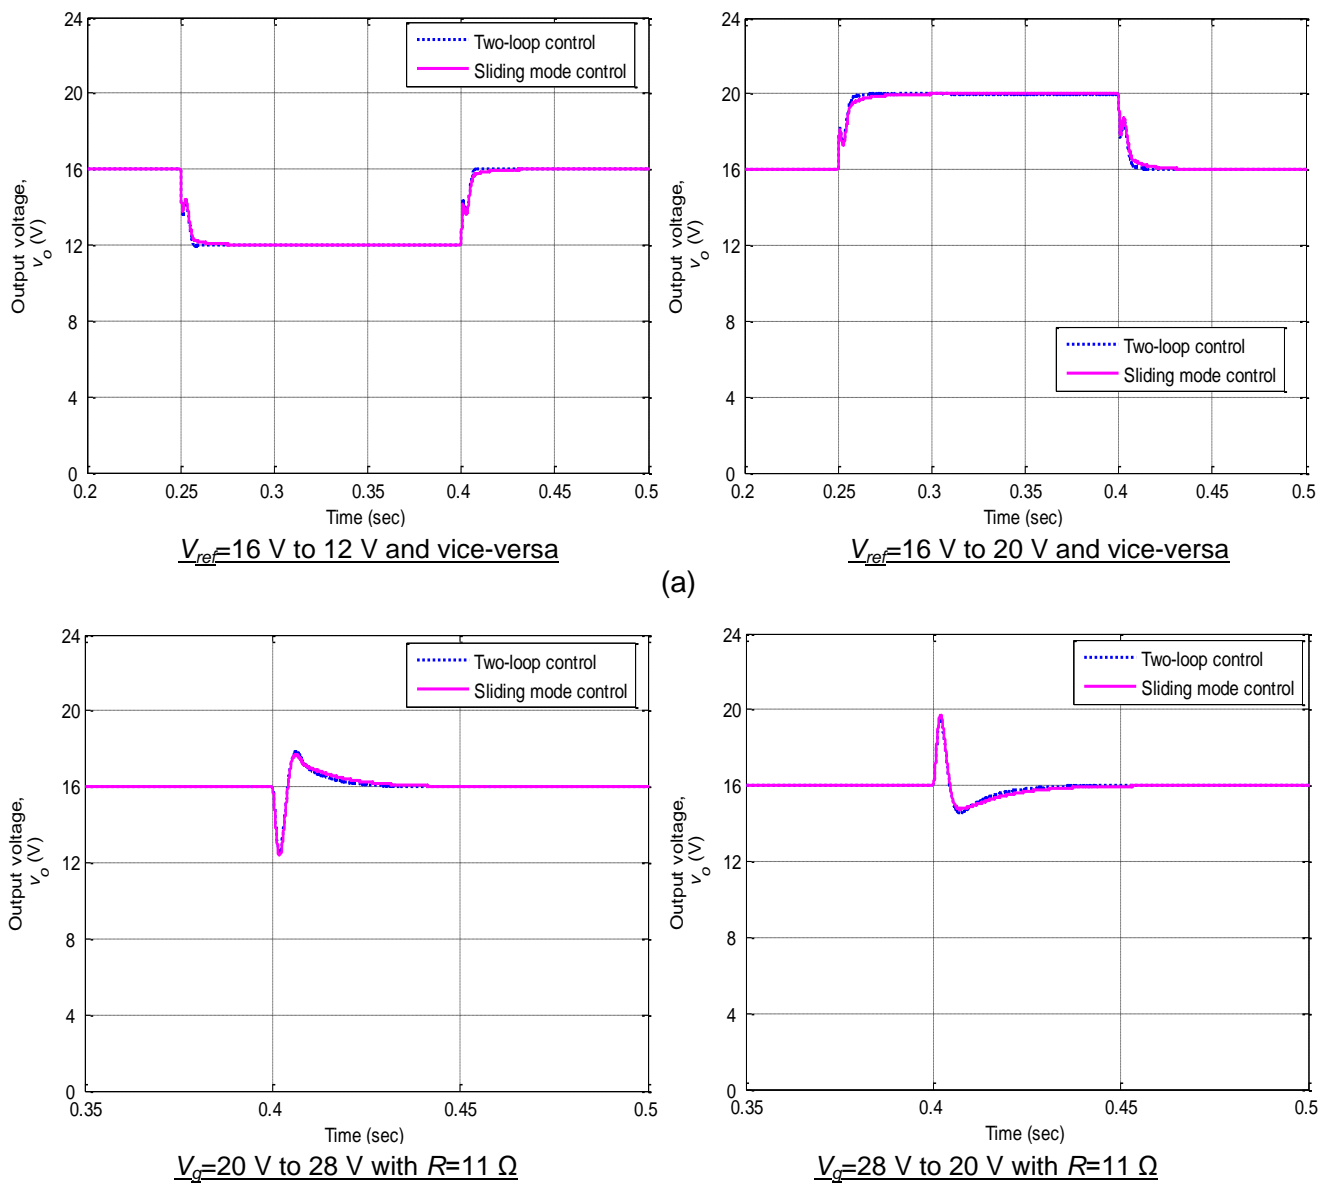 24
20
16
12
8
4
0
Output voltage,
v_o (V)
Two-loop control
Sliding mode control
0.2 0.25 0.3 0.35 0.4 0.45 0.5
Time (sec)
V_ref=16 V to 12 V and vice-versa
24
20
16
12
8
4
0
Output voltage,
v_o (V)
Two-loop control
Sliding mode control
0.2 0.25 0.3 0.35 0.4 0.45 0.5
Time (sec)
V_ref=16 V to 20 V and vice-versa
(a)
24
20
16
12
8
4
0
Output voltage,
v_o (V)
Two-loop control
Sliding mode control
0.35 0.4 0.45 0.5
Time (sec)
V_g=20 V to 28 V with R=11 Ω
24
20
16
12
8
4
0
Output voltage,
v_o (V)
Two-loop control
Sliding mode control
0.35 0.4 0.45 0.5
Time (sec)
V_g=28 V to 20 V with R=11 Ω